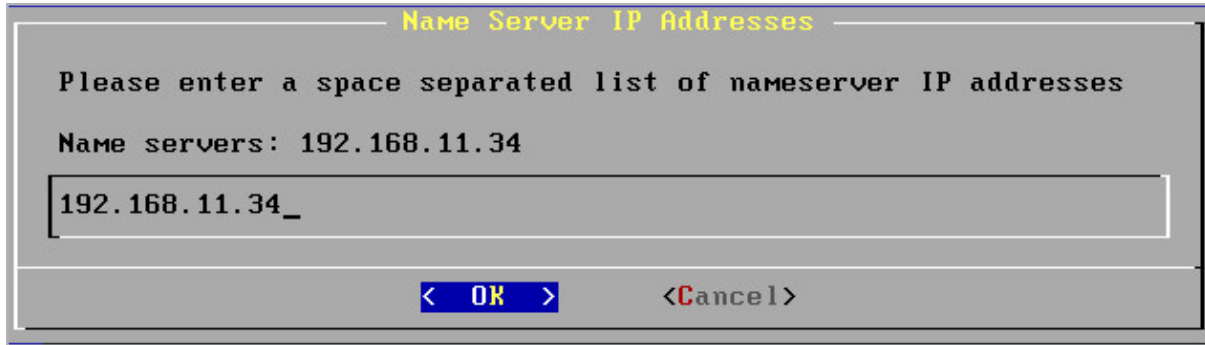 Name Server IP Addresses
Please enter a space separated list of nameserver IP addresses
Name servers: 192.168.11.34
192.168.11.34_
< OK > <Cancel>